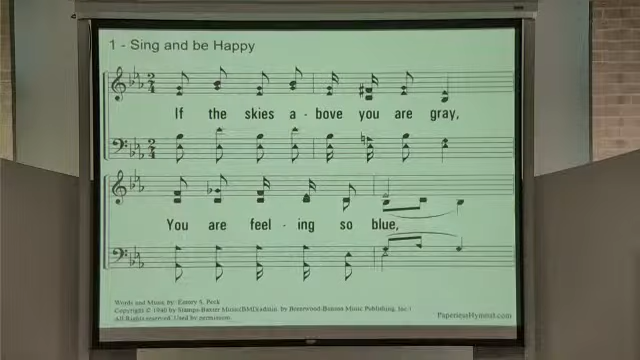 1 - Sing and be Happy
If the skies a - bove you are gray,
You are feel - ing so blue,
Words and Music by: Emory S. Peck
Copyright © 1940 by Stamps-Baxter Music(BMI)(admin. by Brentwood-Benson Music Publishing, Inc.)
All Rights reserved. Used by permission.
PaperlessHymnal.com